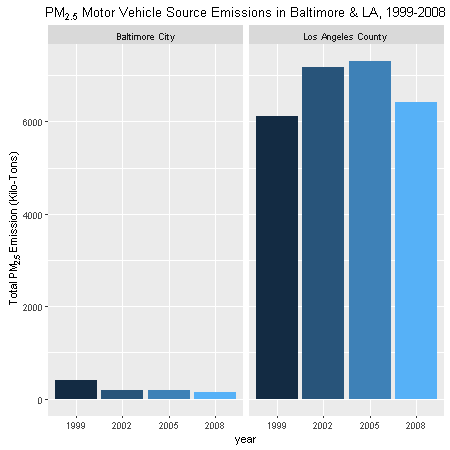 PM2.5 Motor Vehicle Source Emissions in Baltimore & LA, 1999-2008
Baltimore City
Los Angeles County
Total PM2.5 Emission (Kilo-Tons)
6000
4000
2000
0
1999 2002 2005 2008
1999 2002 2005 2008
year